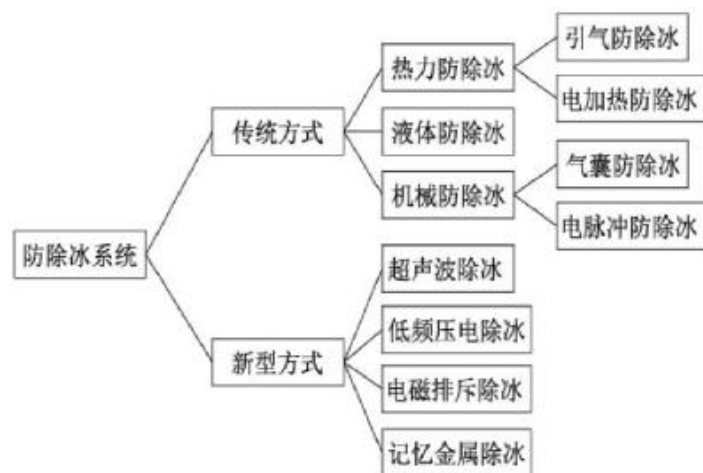 防除冰系统
传统方式
热力防除冰
引气防除冰
电加热防除冰
液体防除冰
机械防除冰
气囊防除冰
电脉冲防除冰
新型方式
超声波除冰
低频压电除冰
电磁排斥除冰
记忆金属除冰